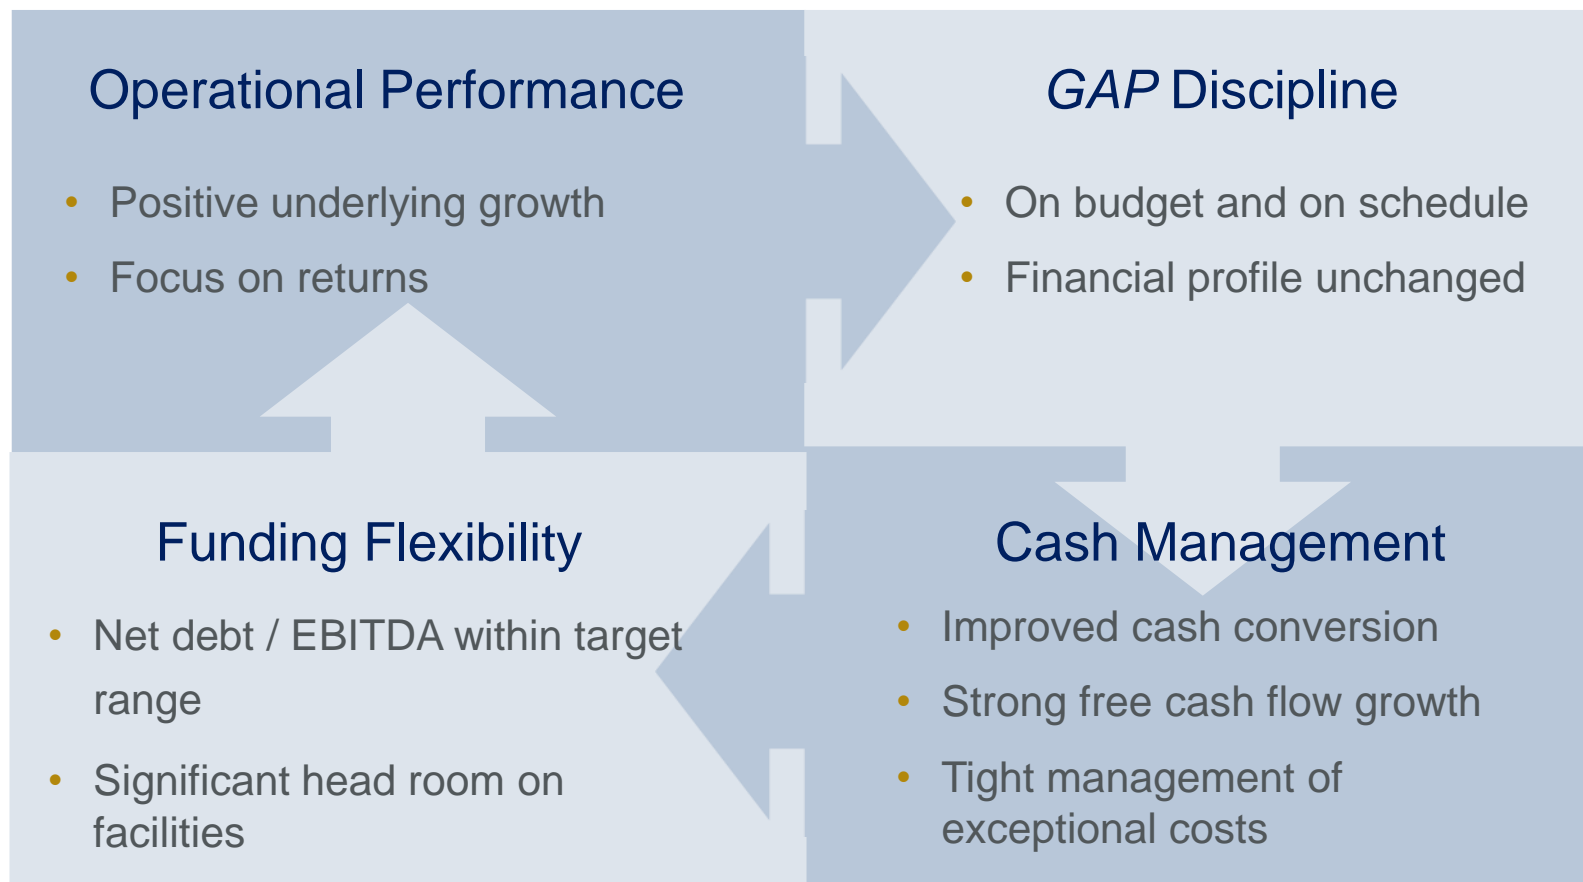 Operational Performance
• Positive underlying growth
• Focus on returns
GAP Discipline
• On budget and on schedule
• Financial profile unchanged
Funding Flexibility
• Net debt / EBITDA within target
range
• Significant head room on
facilities
Cash Management
• Improved cash conversion
• Strong free cash flow growth
• Tight management of
exceptional costs